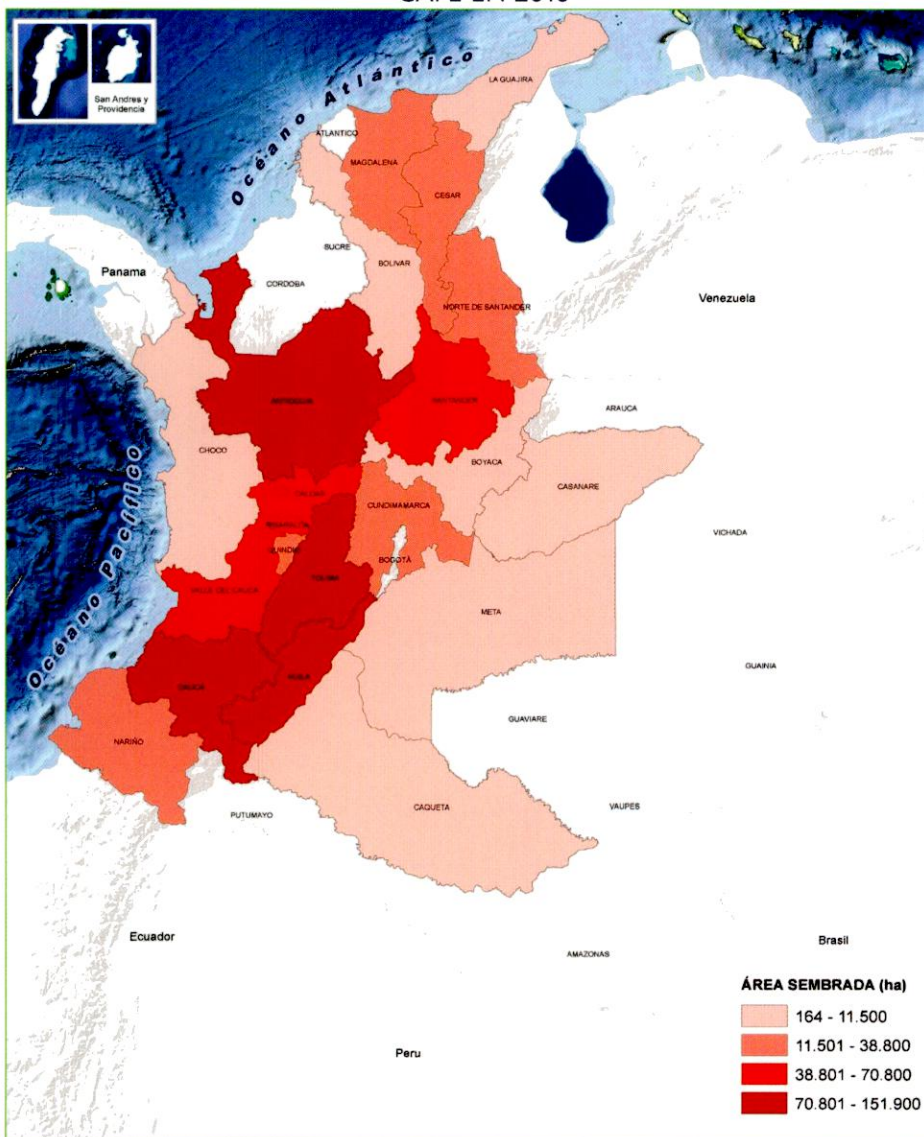 San Andres y
Providencia
Océano Atlántico
LA GUAJIRA
ATLANTICO
MAGDALENA
CESAR
SUCRE
BOLIVAR
Panama
CORDOBA
NORTE DE SANTANDER
Venezuela
ANTIOQUIA
SANTANDER
ARAUCA
CHOCO
BOYACA
CASANARE
Océano Pacífico
CALDAS
CUNDIMAMARCA
RISARALDA
VICHADA
QUINDIO
BOGOTÁ
TOLIMA
VALLE DEL CAUCA
META
GUAINIA
HUILA
CAUCA
GUAVIARE
NARIÑO
CAQUETA
VAUPES
PUTUMAYO
Ecuador
Brasil
AMAZONAS
ÁREA SEMBRADA (ha)
164 - 11.500
11.501 - 38.800
Peru
38.801 - 70.800
70.801 - 151.900